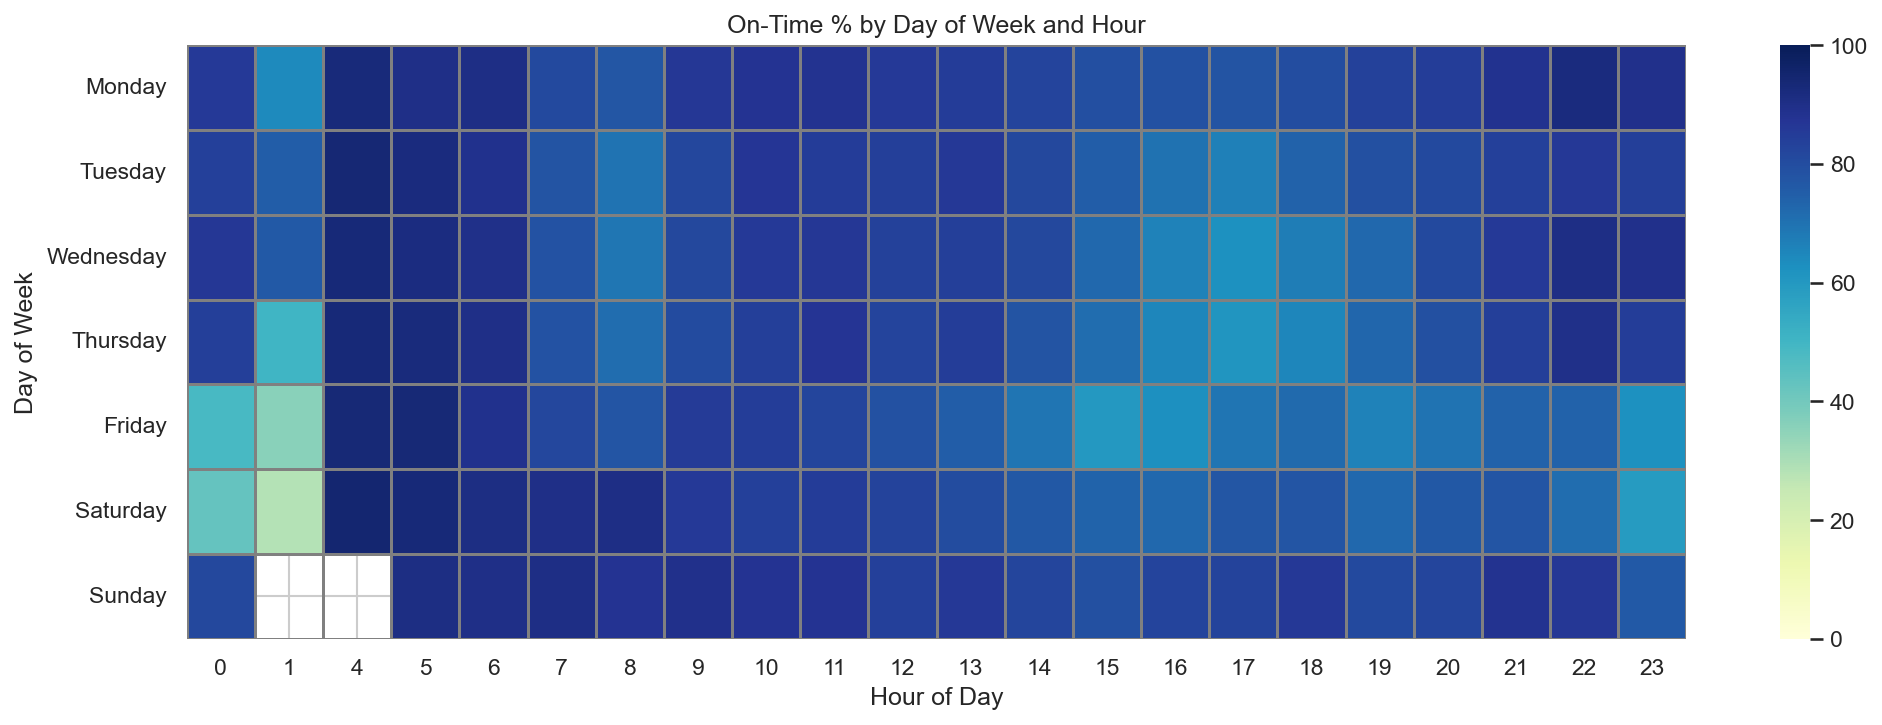 On-Time % by Day of Week and Hour
Day of Week
Monday
Tuesday
Wednesday
Thursday
Friday
Saturday
Sunday
0 1 4 5 6 7 8 9 10 11 12 13 14 15 16 17 18 19 20 21 22 23
Hour of Day
100
80
60
40
20
0